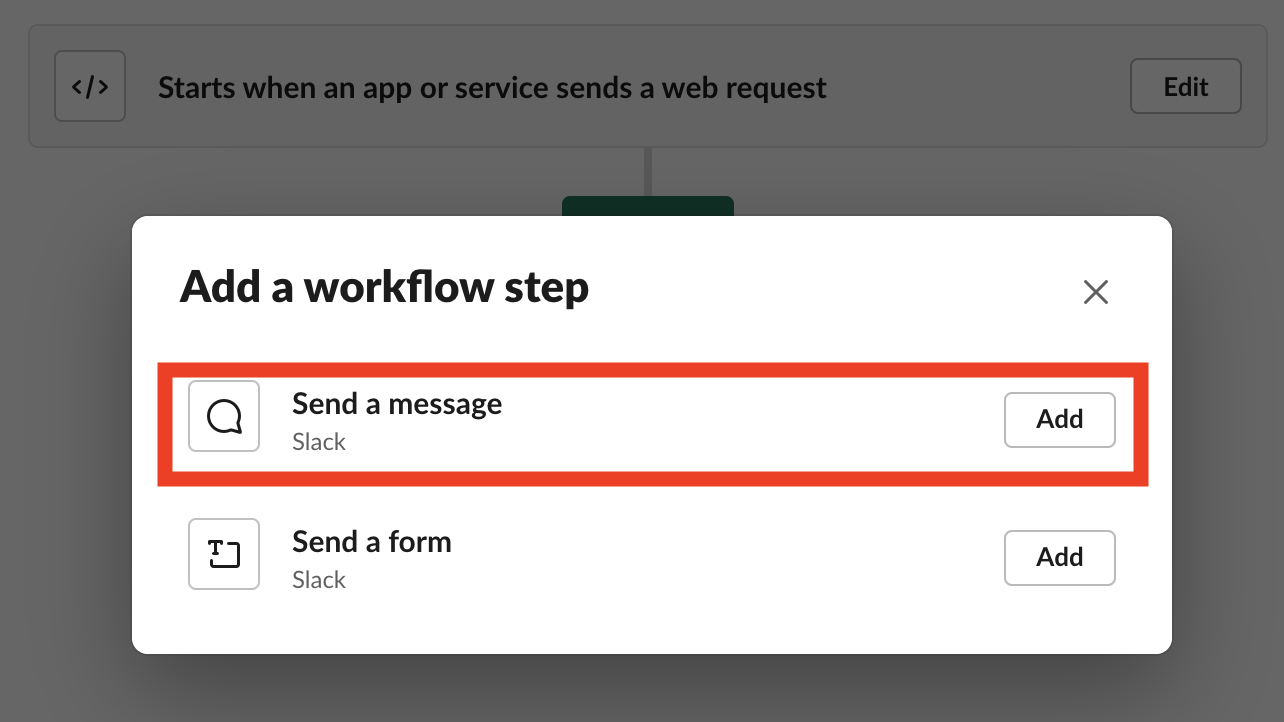 Starts when an app or service sends a web request
Edit
Add a workflow step
Send a message
Slack
Add
Send a form
Slack
Add